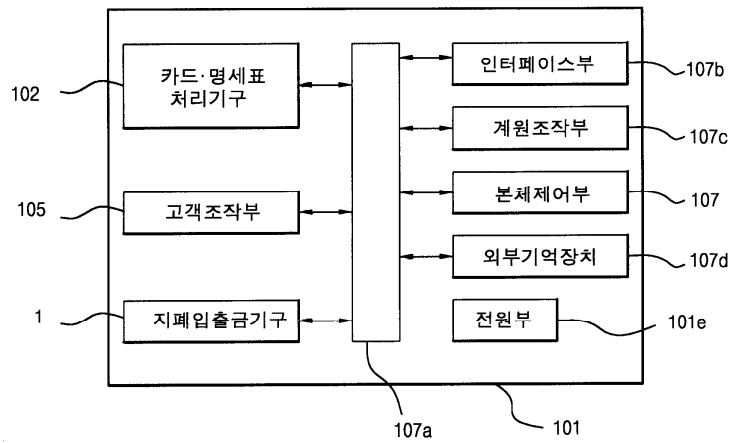 102
카드·명세표
처리기구
인터페이스부
107b
계원조작부
107c
105
고객조작부
본체제어부
107
외부기억장치
107d
1
지폐입출금기구
전원부
101e
107a
101